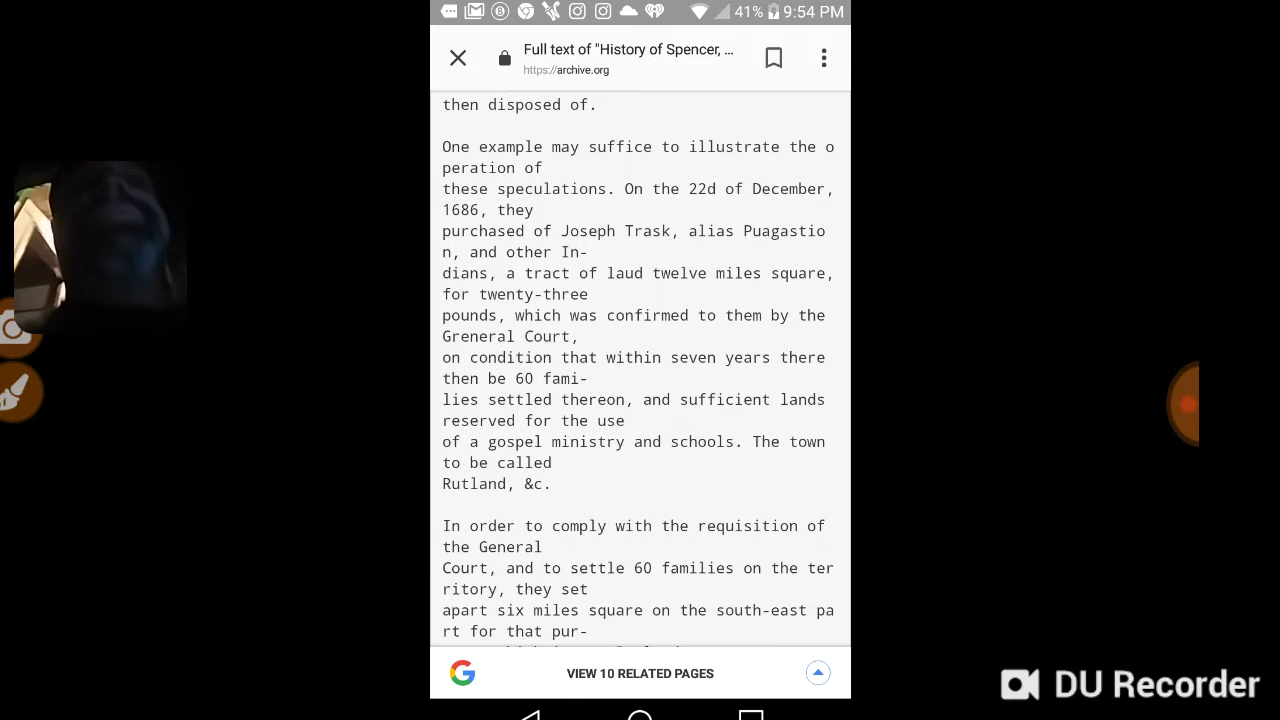 41% 9:54 PM
Full text of "History of Spencer, ...
https://archive.org
then disposed of.
One example may suffice to illustrate the o
peration of
these speculations. On the 22d of December,
1686, they
purchased of Joseph Trask, alias Puagastio
n, and other In-
dians, a tract of laud twelve miles square,
for twenty-three
pounds, which was confirmed to them by the
Greneral Court,
on condition that within seven years there
then be 60 fami-
lies settled thereon, and sufficient lands
reserved for the use
of a gospel ministry and schools. The town
to be called
Rutland, &c.
In order to comply with the requisition of
the General
Court, and to settle 60 families on the ter
ritory, they set
apart six miles square on the south-east pa
rt for that pur-
VIEW 10 RELATED PAGES
DU Recorder